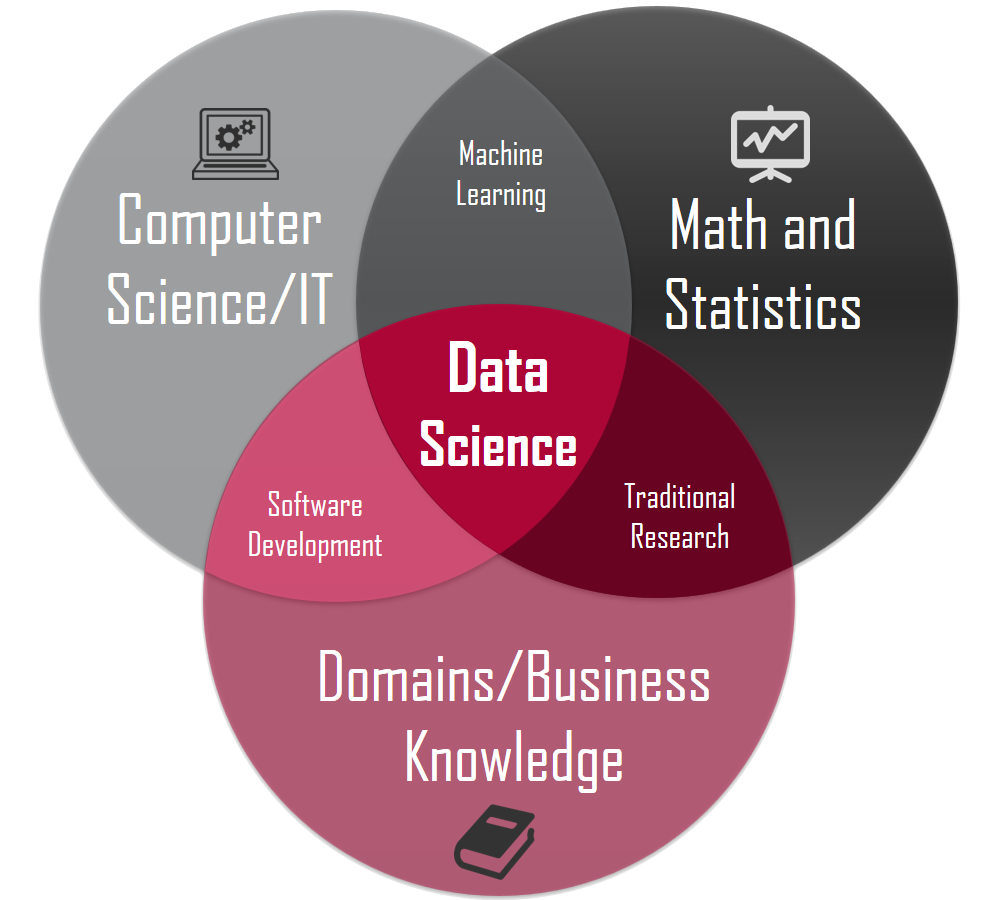 Machine
Learning
Computer
Science/IT
Math and
Statistics
Data
Science
Software
Development
Traditional
Research
Domains/Business
Knowledge